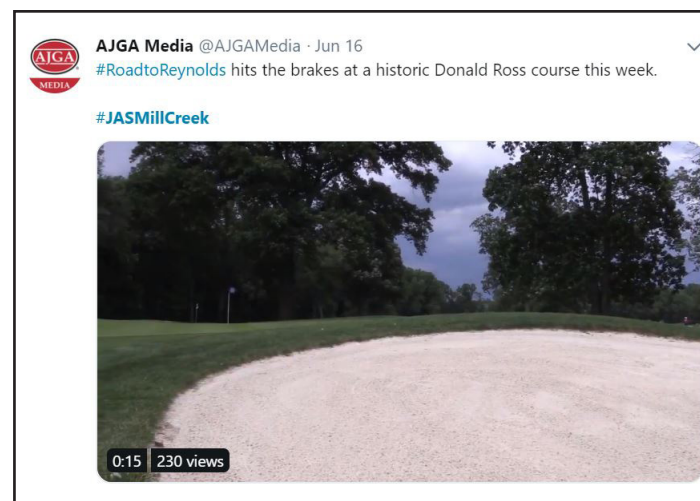 AJGA
MEDIA
AJGA Media @AJGAMedia · Jun 16
#RoadtoReynolds hits the brakes at a historic Donald Ross course this week.
#JASMillCreek
0:15 230 views